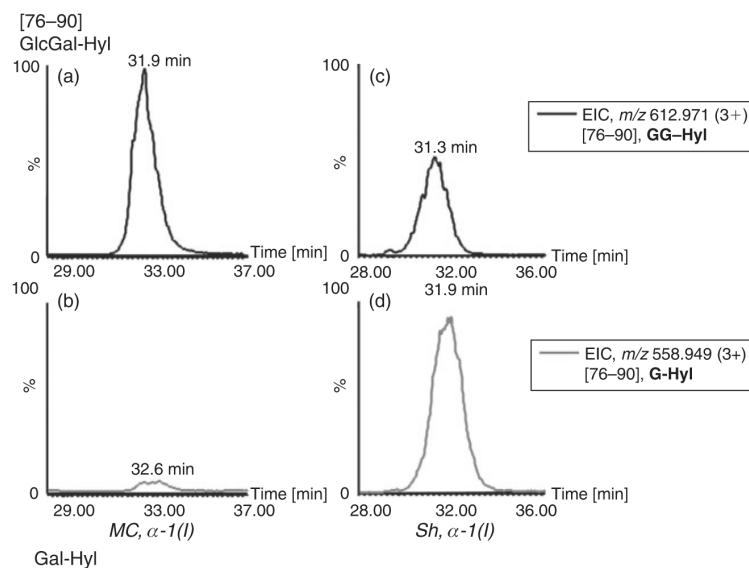 [76–90]
GlcGal-Hyl
100
(a)
31.9 min
%
0
Time [min]
29.00 33.00 37.00
100
(c)
31.3 min
%
0
Time [min]
28.00 32.00 36.00
EIC, m/z 612.971 (3+)
[76–90], GG–Hyl
100
(b)
32.6 min
%
0
Time [min]
29.00 33.00 37.00
MC, α-1(I)
Gal-Hyl
100
(d)
31.9 min
%
0
Time [min]
28.00 32.00 36.00
Sh, α-1(I)
EIC, m/z 558.949 (3+)
[76–90], G-Hyl